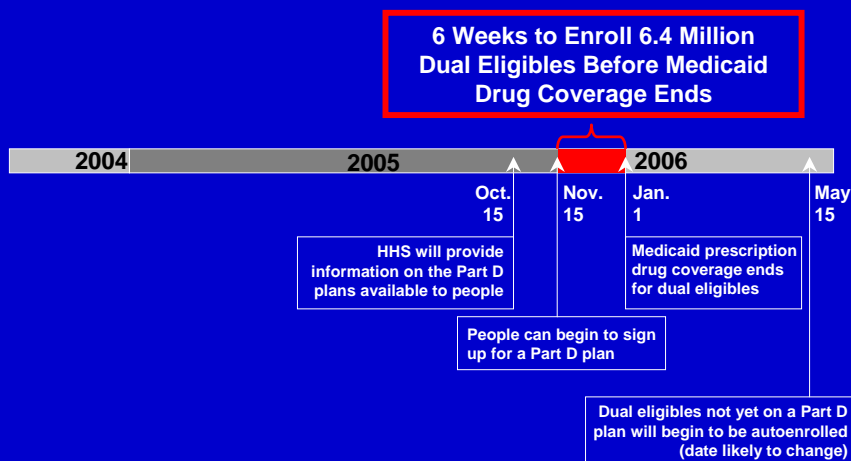 6 Weeks to Enroll 6.4 Million
Dual Eligibles Before Medicaid
Drug Coverage Ends
2004
2005
2006
Oct.
15
Nov.
15
Jan.
1
May
15
HHS will provide
information on the Part D
plans available to people
Medicaid prescription
drug coverage ends
for dual eligibles
People can begin to sign
up for a Part D plan
Dual eligibles not yet on a Part D
plan will begin to be autoenrolled
(date likely to change)